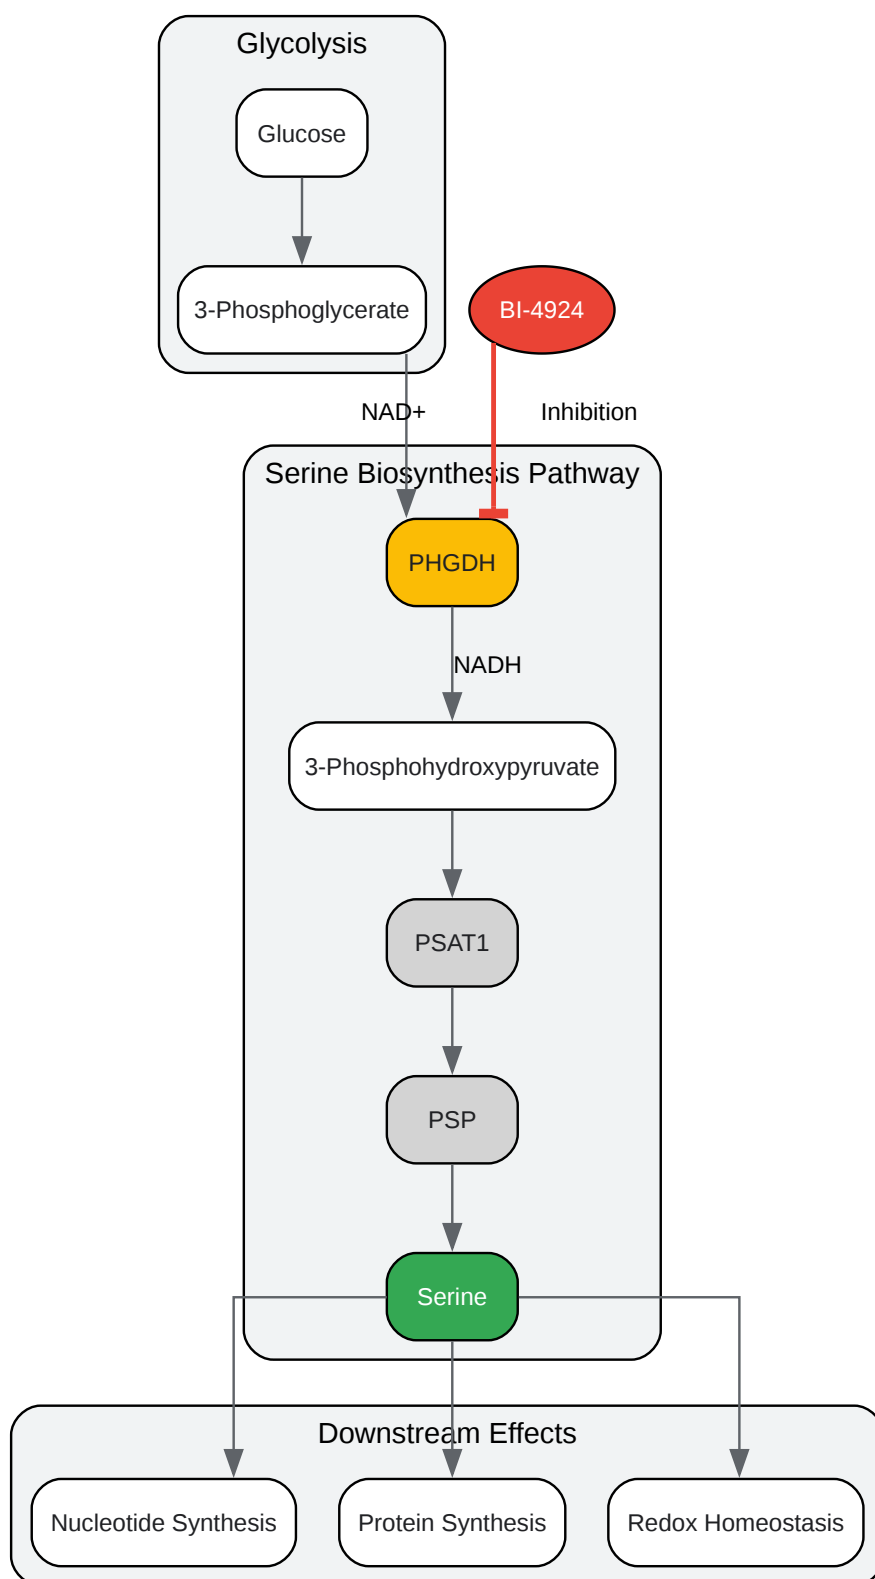 Glycolysis
Glucose
3-Phosphoglycerate
BI-4924
NAD+
Inhibition
Serine Biosynthesis Pathway
PHGDH
NADH
3-Phosphohydroxypyruvate
PSAT1
PSP
Serine
Downstream Effects
Nucleotide Synthesis
Protein Synthesis
Redox Homeostasis